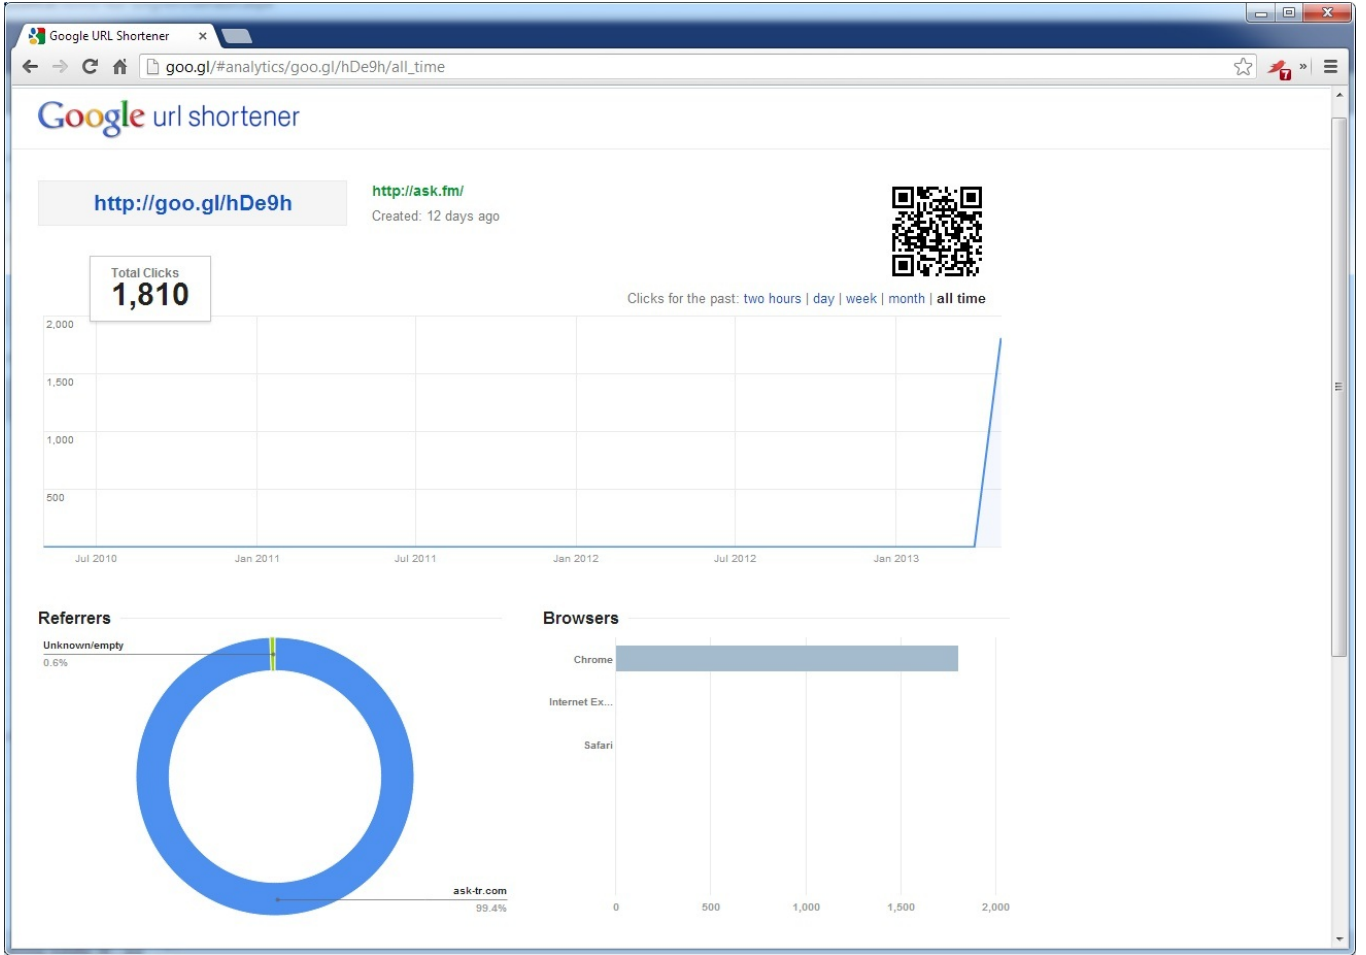 Google URL Shortener
goo.gl/#analytics/goo.gl/hDe9h/all_time
7
Google url shortener
http://goo.gl/hDe9h
http://ask.fm/
Created: 12 days ago
Total Clicks
1,810
Clicks for the past: two hours | day | week | month | all time
2,000
1,500
1,000
500
Jul 2010 Jan 2011 Jul 2011 Jan 2012 Jul 2012 Jan 2013
Referrers
Unknown/empty
0.6%
ask-tr.com
99.4%
Browsers
Chrome
Internet Ex...
Safari
0 500 1,000 1,500 2,000